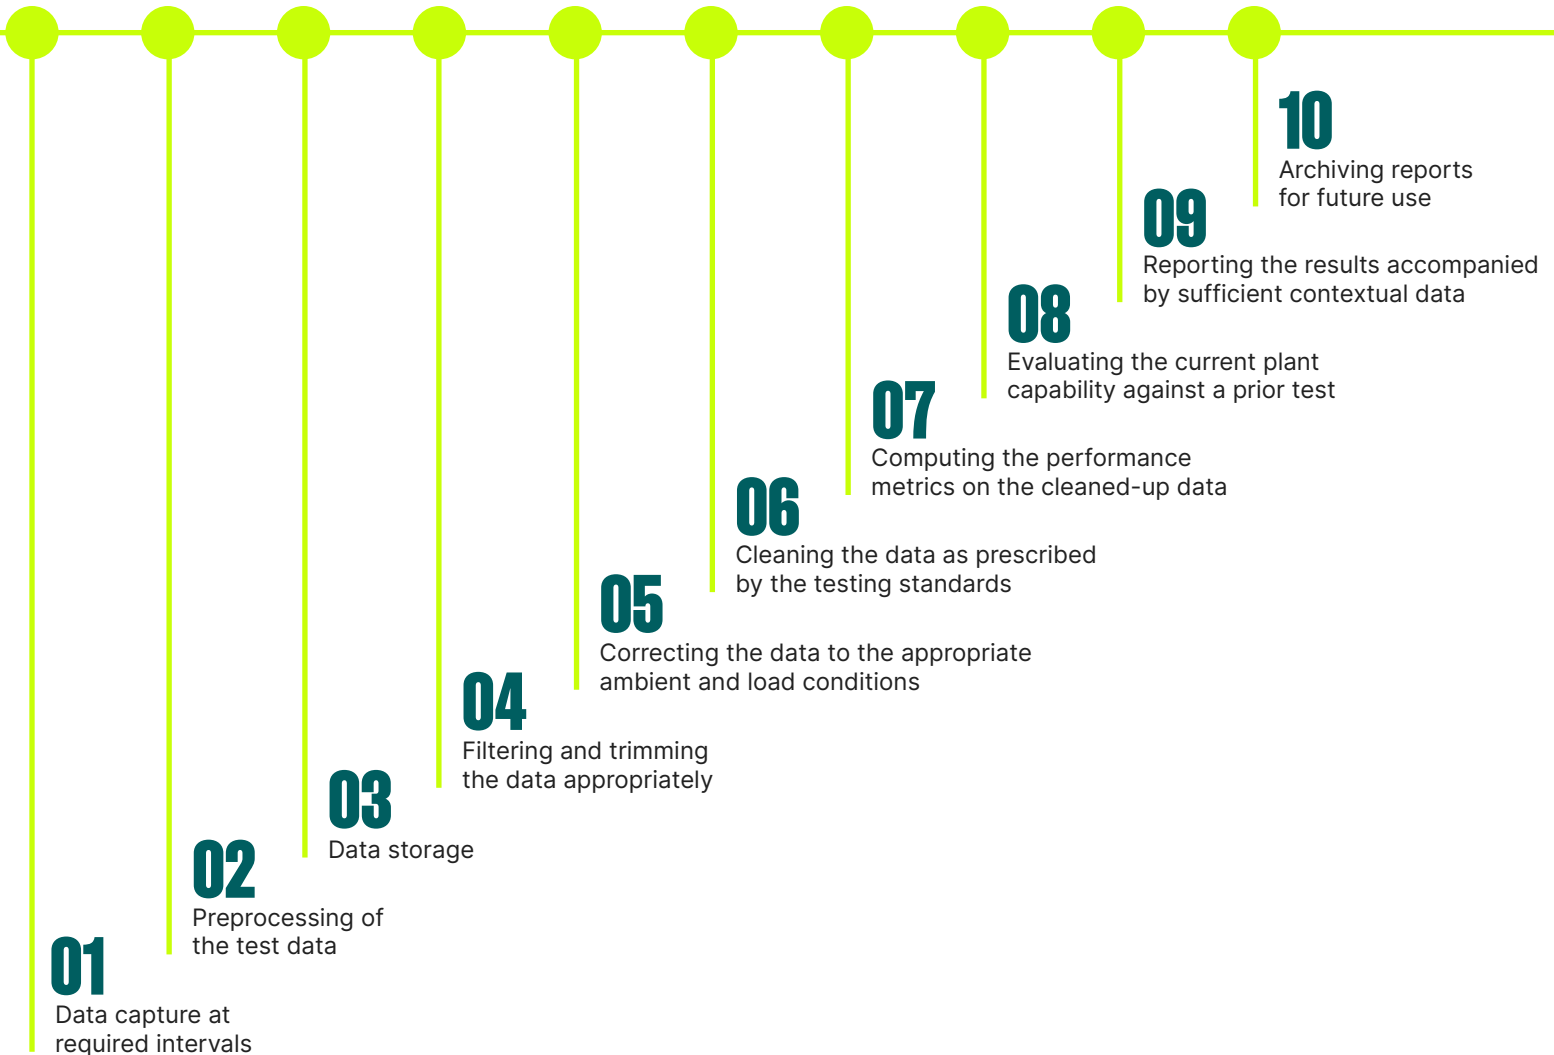 01
Data capture at
required intervals
02
Preprocessing of
the test data
03
Data storage
04
Filtering and trimming
the data appropriately
05
Correcting the data to the appropriate
ambient and load conditions
06
Cleaning the data as prescribed
by the testing standards
07
Computing the performance
metrics on the cleaned-up data
08
Evaluating the current plant
capability against a prior test
09
Reporting the results accompanied
by sufficient contextual data
10
Archiving reports
for future use